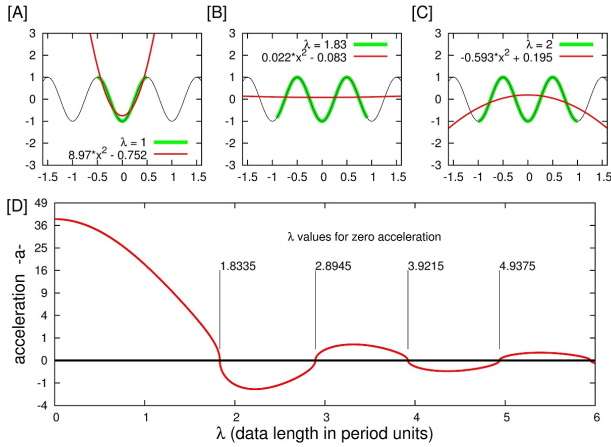 [A]
3
2
1
0
-1
-2
-3
λ = 1
8.97*x² - 0.752
-1.5 -1 -0.5 0 0.5 1 1.5
[B]
3
2
1
0
-1
-2
-3
λ = 1.83
0.022*x² - 0.083
-1.5 -1 -0.5 0 0.5 1 1.5
[C]
3
2
1
0
-1
-2
-3
λ = 2
-0.593*x² + 0.195
-1.5 -1 -0.5 0 0.5 1 1.5
[D]
acceleration -a-
49
36
25
16
9
4
1
0
-1
-4
λ values for zero acceleration
1.8335 2.8945 3.9215 4.9375
0 1 2 3 4 5 6
λ (data length in period units)